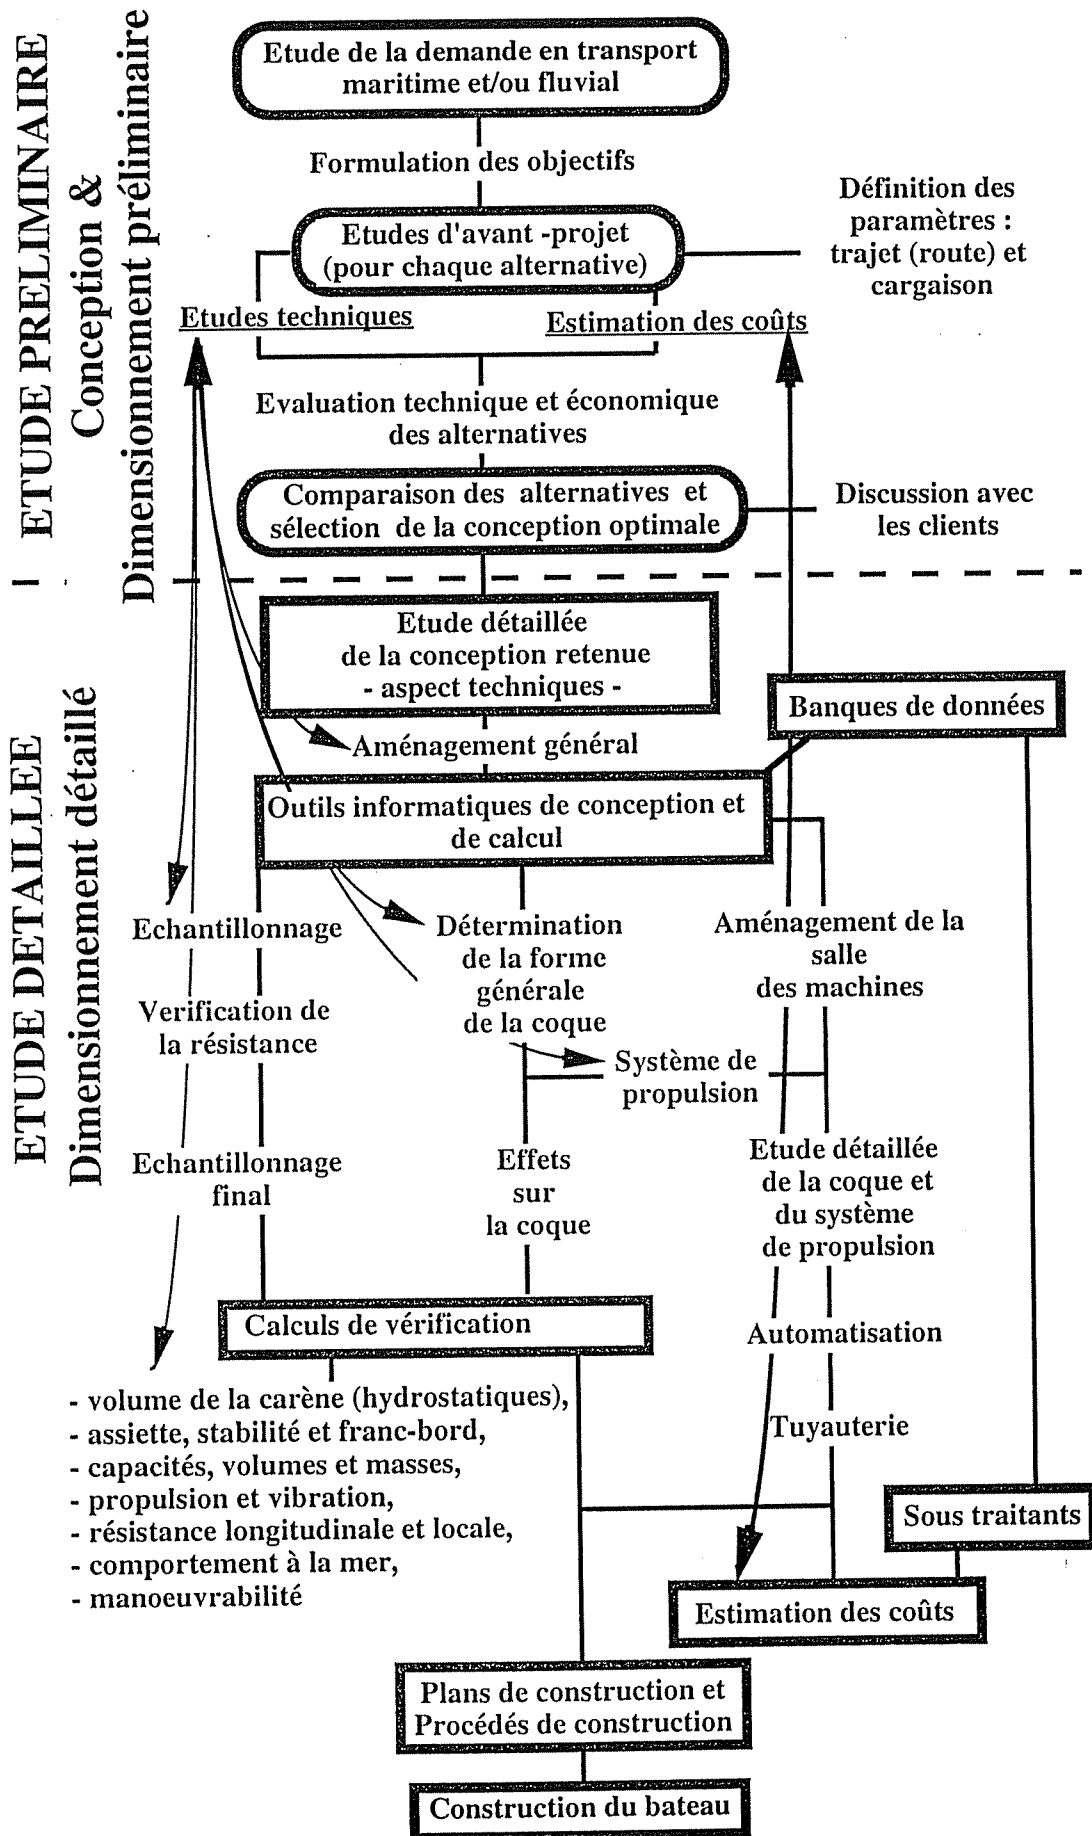 ETUDE PRELIMINAIRE
Conception &
Dimensionnement préliminaire
Etude de la demande en transport
maritime et/ou fluvial
Formulation des objectifs
Etudes d'avant -projet
(pour chaque alternative)
Définition des
paramètres :
trajet (route) et
cargaison
Etudes techniques
Estimation des coûts
Evaluation technique et économique
des alternatives
Comparaison des alternatives et
sélection de la conception optimale
Discussion avec
les clients
ETUDE DETAILLEE
Dimensionnement détaillé
Etude détaillée
de la conception retenue
- aspect techniques -
Banques de données
Aménagement général
Outils informatiques de conception et
de calcul
Echantillonnage
Verification de
la résistance
Echantillonnage
final
Détermination
de la forme
générale
de la coque
Système de
propulsion
Effets
sur
la coque
Aménagement de la
salle
des machines
Etude détaillée
de la coque et
du système
de propulsion
Automatisation
Tuyauterie
Calculs de vérification
- volume de la carène (hydrostatiques),
- assiette, stabilité et franc-bord,
- capacités, volumes et masses,
- propulsion et vibration,
- résistance longitudinale et locale,
- comportement à la mer,
- manoeuvrabilité
Sous traitants
Estimation des coûts
Plans de construction et
Procédés de construction
Construction du bateau